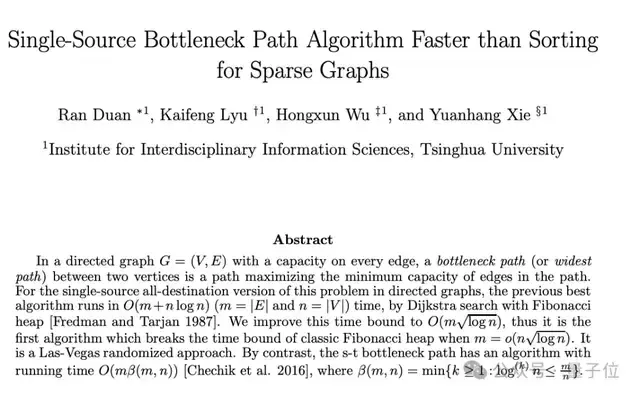 Single-Source Bottleneck Path Algorithm Faster than Sorting
for Sparse Graphs
Ran Duan *1, Kaifeng Lyu †1, Hongxun Wu ‡1, and Yuanhang Xie §1
1Institute for Interdisciplinary Information Sciences, Tsinghua University
Abstract
In a directed graph G = (V, E) with a capacity on every edge, a bottleneck path (or widest
path) between two vertices is a path maximizing the minimum capacity of edges in the path.
For the single-source all-destination version of this problem in directed graphs, the previous best
algorithm runs in O(m+n log n) (m = |E| and n = |V|) time, by Dijkstra search with Fibonacci
heap [Fredman and Tarjan 1987]. We improve this time bound to O(m√log n), thus it is the
first algorithm which breaks the time bound of classic Fibonacci heap when m = o(n√log n). It
is a Las-Vegas randomized approach. By contrast, the s-t bottleneck path has an algorithm with
running time O(mβ(m, n)) [Chechik et al. 2016], where β(m, n) = min{k ≥ 1 : log(k) n ≤ m/n}.
公众号 · 量子位